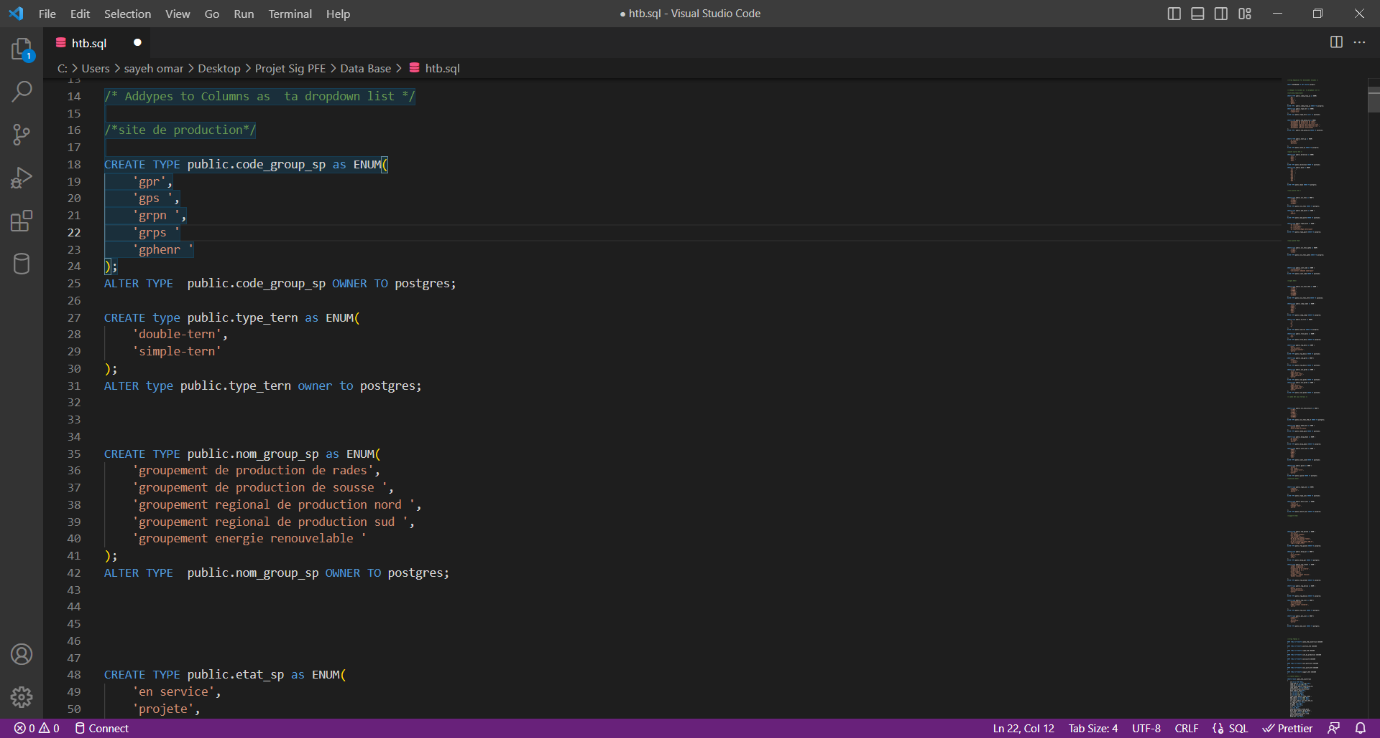 File Edit Selection View Go Run Terminal Help
● htb.sql - Visual Studio Code
1
htb.sql
C: > Users > sayeh omar > Desktop > Projet Sig PFE > Data Base > htb.sql
13
14 /* Addypes to Columns as  ta dropdown list */
15
16 /*site de production*/
17
18 CREATE TYPE public.code_group_sp as ENUM(
19 'gpr',
20 'gps ',
21 'grpn ',
22 'grps '
23 'gphenr '
24 );
25 ALTER TYPE  public.code_group_sp OWNER TO postgres;
26
27 CREATE type public.type_tern as ENUM(
28 'double-tern',
29 'simple-tern'
30 );
31 ALTER type public.type_tern owner to postgres;
32
33
34
35 CREATE TYPE public.nom_group_sp as ENUM(
36 'groupement de production de rades',
37 'groupement de production de sousse ',
38 'groupement regional de production nord ',
39 'groupement regional de production sud ',
40 'groupement energie renouvelable '
41 );
42 ALTER TYPE  public.nom_group_sp OWNER TO postgres;
43
44
45
46
47
48 CREATE TYPE public.etat_sp as ENUM(
49 'en service',
50 'projete',
0 0 Connect Ln 22, Col 12 Tab Size: 4 UTF-8 CRLF SQL Prettier